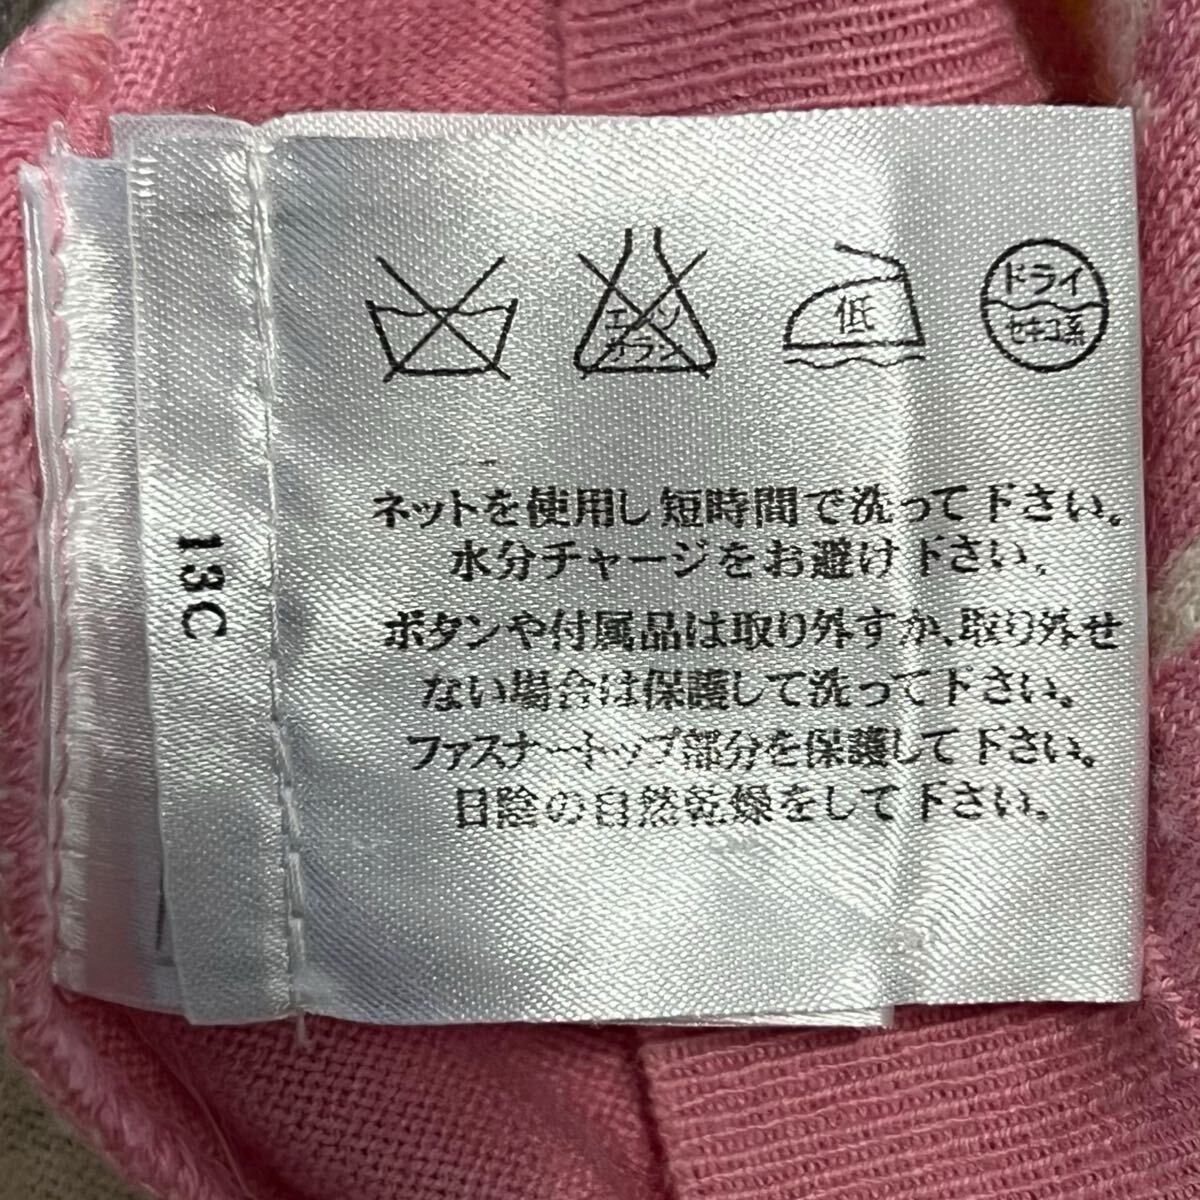 エンソ
サラシ
低
ドライ
セキユ系
ネットを使用し短時間で洗って下さい。
水分チャージをお避け下さい。
ボタンや付属品は取り外すか、取り外せ
ない場合は保護して洗って下さい。
ファスナートップ部分を保護して下さい。
日陰の自然乾燥をして下さい。
13C